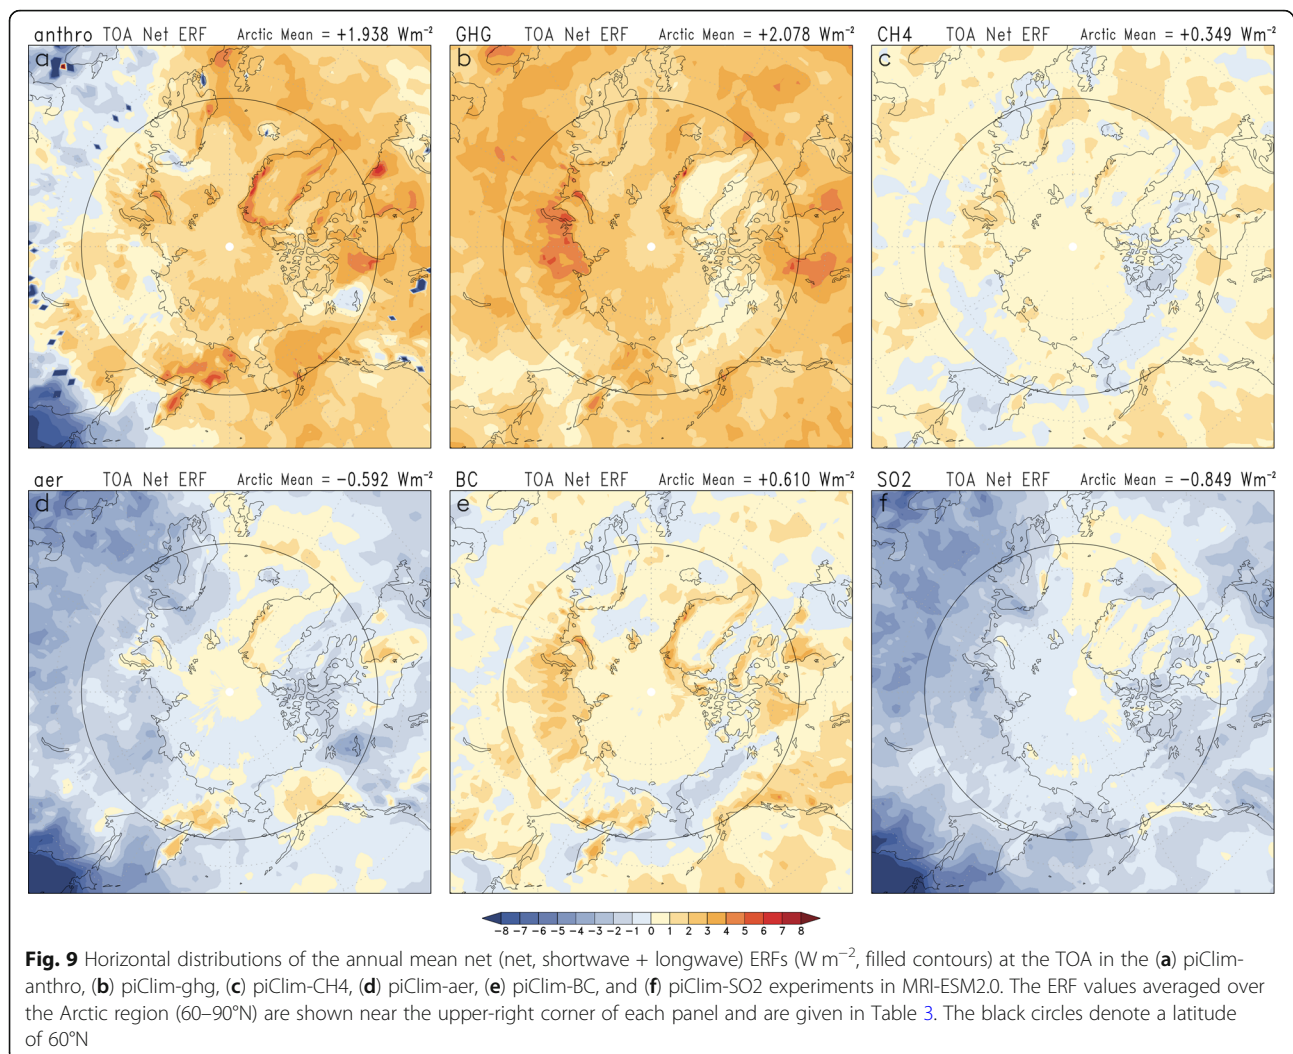 anthro TOA Net ERF Arctic Mean = +1.938 Wm⁻²
GHG TOA Net ERF Arctic Mean = +2.078 Wm⁻²
CH4 TOA Net ERF Arctic Mean = +0.349 Wm⁻²
a
b
c
aer TOA Net ERF Arctic Mean = −0.592 Wm⁻²
BC TOA Net ERF Arctic Mean = +0.610 Wm⁻²
SO2 TOA Net ERF Arctic Mean = −0.849 Wm⁻²
d
e
f
−8 −7 −6 −5 −4 −3 −2 −1 0 1 2 3 4 5 6 7 8
Fig. 9 Horizontal distributions of the annual mean net (net, shortwave + longwave) ERFs (W m⁻², filled contours) at the TOA in the (a) piClim-
anthro, (b) piClim-ghg, (c) piClim-CH4, (d) piClim-aer, (e) piClim-BC, and (f) piClim-SO2 experiments in MRI-ESM2.0. The ERF values averaged over
the Arctic region (60–90°N) are shown near the upper-right corner of each panel and are given in Table 3. The black circles denote a latitude
of 60°N